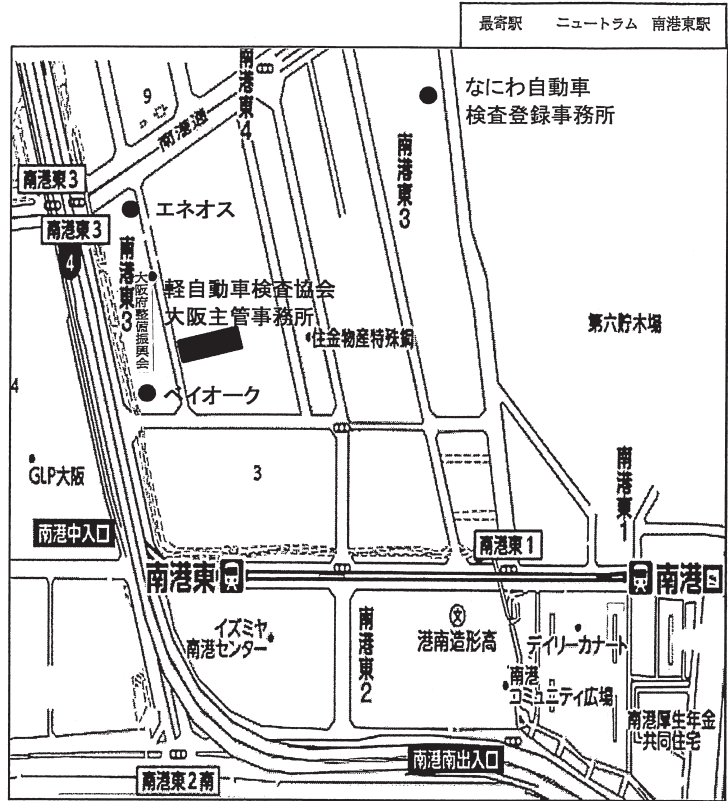 最寄駅 ニュートラム 南港東駅
南港東4
9
南港通
なにわ自動車
検査登録事務所
南港東3
南港東3
エネオス
南港東3
4
南港東3
大阪府整備振興会
軽自動車検査協会
大阪主管事務所
住金物産特殊鋼
第六貯木場
4
ベイオーク
GLP大阪
3
南港東1
南港中入口
南港東1
南港東
南港口
イズミヤ
南港センター
南港東2
港南造形高
文
デイリーカナート
南港
コミュニティ広場
南港厚生年金
共同住宅
南港南出入口
南港東2南